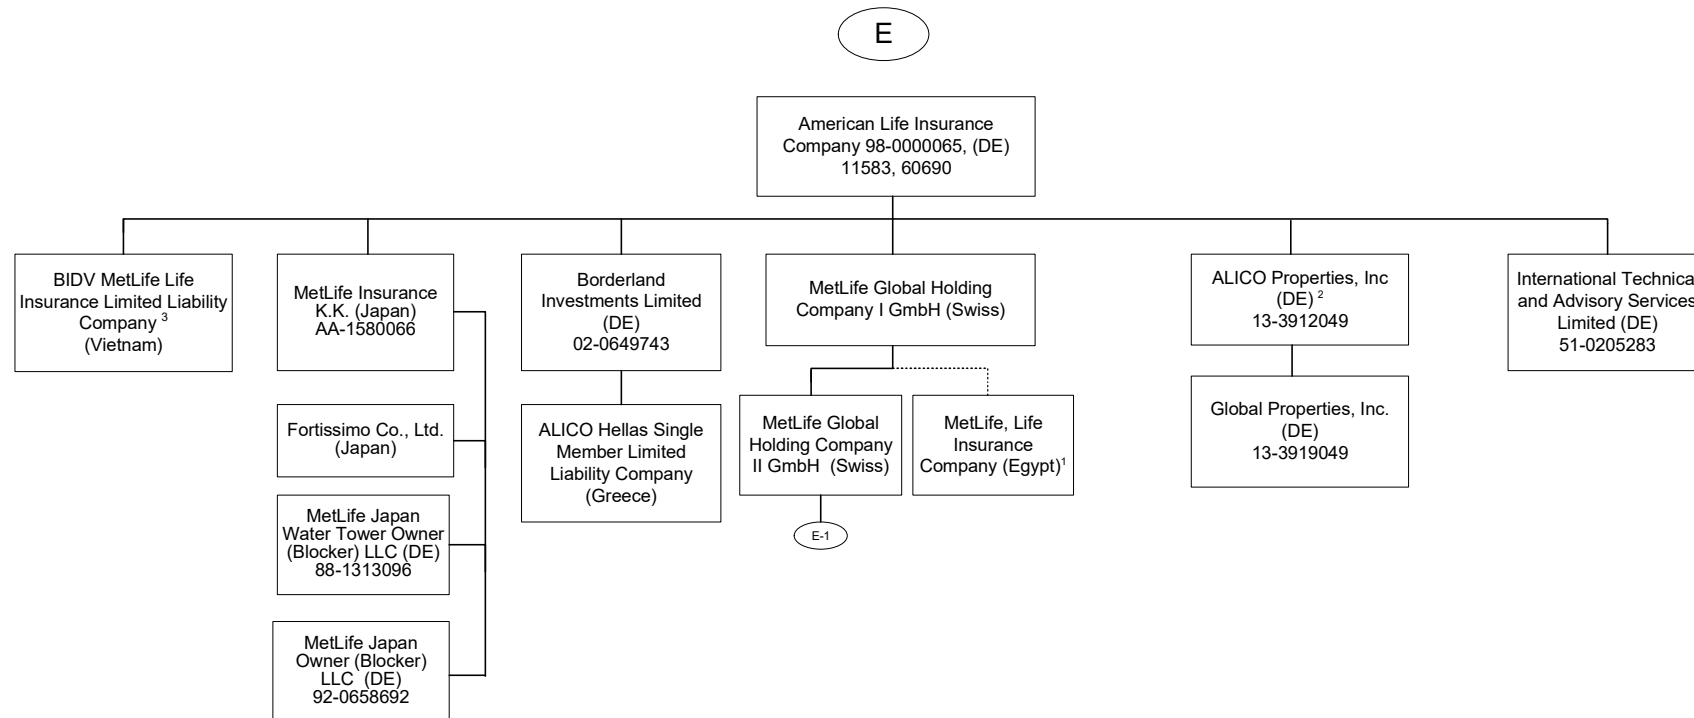 E
American Life Insurance
Company 98-0000065, (DE)
11583, 60690
BIDV MetLife Life
Insurance Limited Liability
Company 3
(Vietnam)
MetLife Insurance
K.K. (Japan)
AA-1580066
Fortissimo Co., Ltd.
(Japan)
MetLife Japan
Water Tower Owner
(Blocker) LLC (DE)
88-1313096
MetLife Japan
Owner (Blocker)
LLC (DE)
92-0658692
Borderland
Investments Limited
(DE)
02-0649743
ALICO Hellas Single
Member Limited
Liability Company
(Greece)
MetLife Global Holding
Company I GmbH (Swiss)
MetLife Global
Holding Company
II GmbH (Swiss)
E-1
MetLife, Life
Insurance
Company (Egypt)1
ALICO Properties, Inc
(DE) 2
13-3912049
Global Properties, Inc.
(DE)
13-3919049
International Technica
and Advisory Services
Limited (DE)
51-0205283